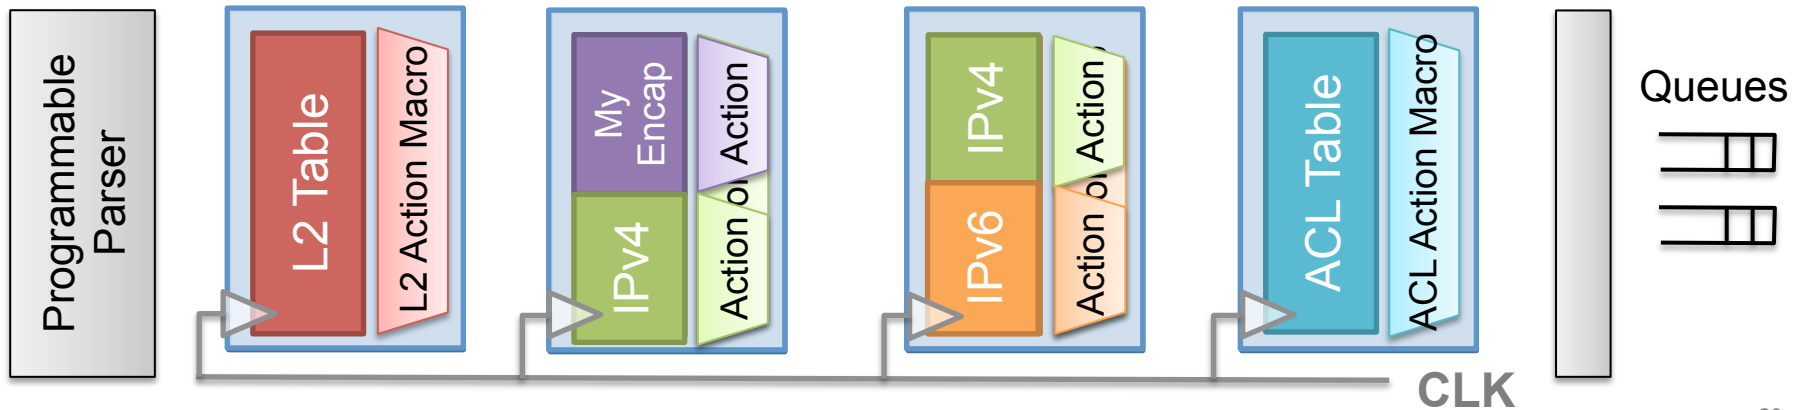 Programmable
Parser
L2 Table
L2 Action Macro
My
Encap
Action
IPv4
Action
IPv4
Action
IPv6
Action
ACL Table
ACL Action Macro
Queues
CLK